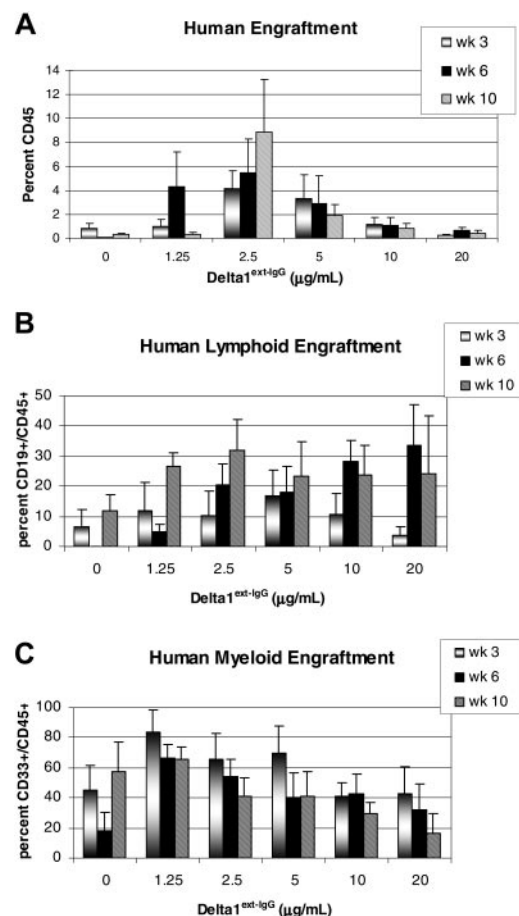 A
Human Engraftment
wk 3
wk 6
wk 10
Percent CD45
14
12
10
8
6
4
2
0
0 1.25 2.5 5 10 20
Delta1ext-IgG (µg/mL)
B
Human Lymphoid Engraftment
wk 3
wk 6
wk 10
percent CD19+/CD45+
50
40
30
20
10
0
0 1.25 2.5 5 10 20
Delta1ext-IgG (µg/mL)
C
Human Myeloid Engraftment
wk 3
wk 6
wk 10
percent CD33+/CD45+
100
80
60
40
20
0
0 1.25 2.5 5 10 20
Delta1ext-IgG (µg/mL)